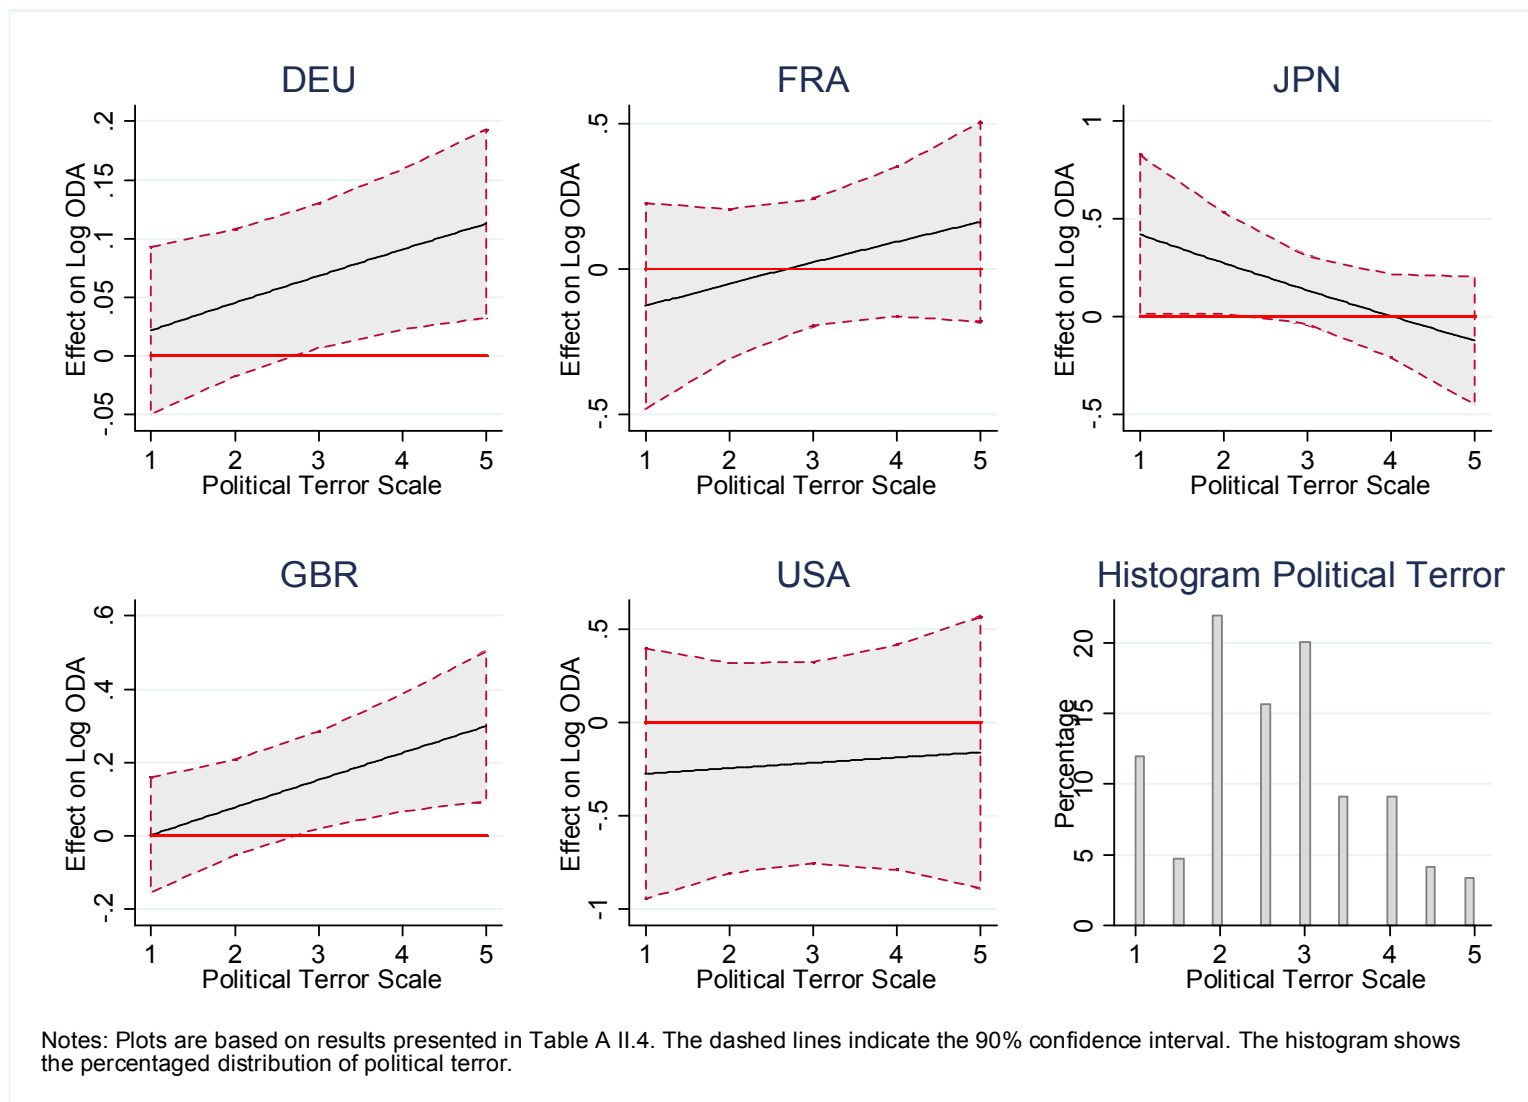 DEU
FRA
JPN
Effect on Log ODA
-.05 0 .05 .1 .15 .2
1 2 3 4 5
Political Terror Scale
Effect on Log ODA
-.5 0 .5
1 2 3 4 5
Political Terror Scale
Effect on Log ODA
-.5 0 .5 1
1 2 3 4 5
Political Terror Scale
GBR
USA
Histogram Political Terror
Effect on Log ODA
-.2 0 .2 .4 .6
1 2 3 4 5
Political Terror Scale
Effect on Log ODA
-1 -.5 0 .5
1 2 3 4 5
Political Terror Scale
Percentage
0 5 10 15 20
1 2 3 4 5
Political Terror Scale
Notes: Plots are based on results presented in Table A II.4. The dashed lines indicate the 90% confidence interval. The histogram shows
the percentaged distribution of political terror.